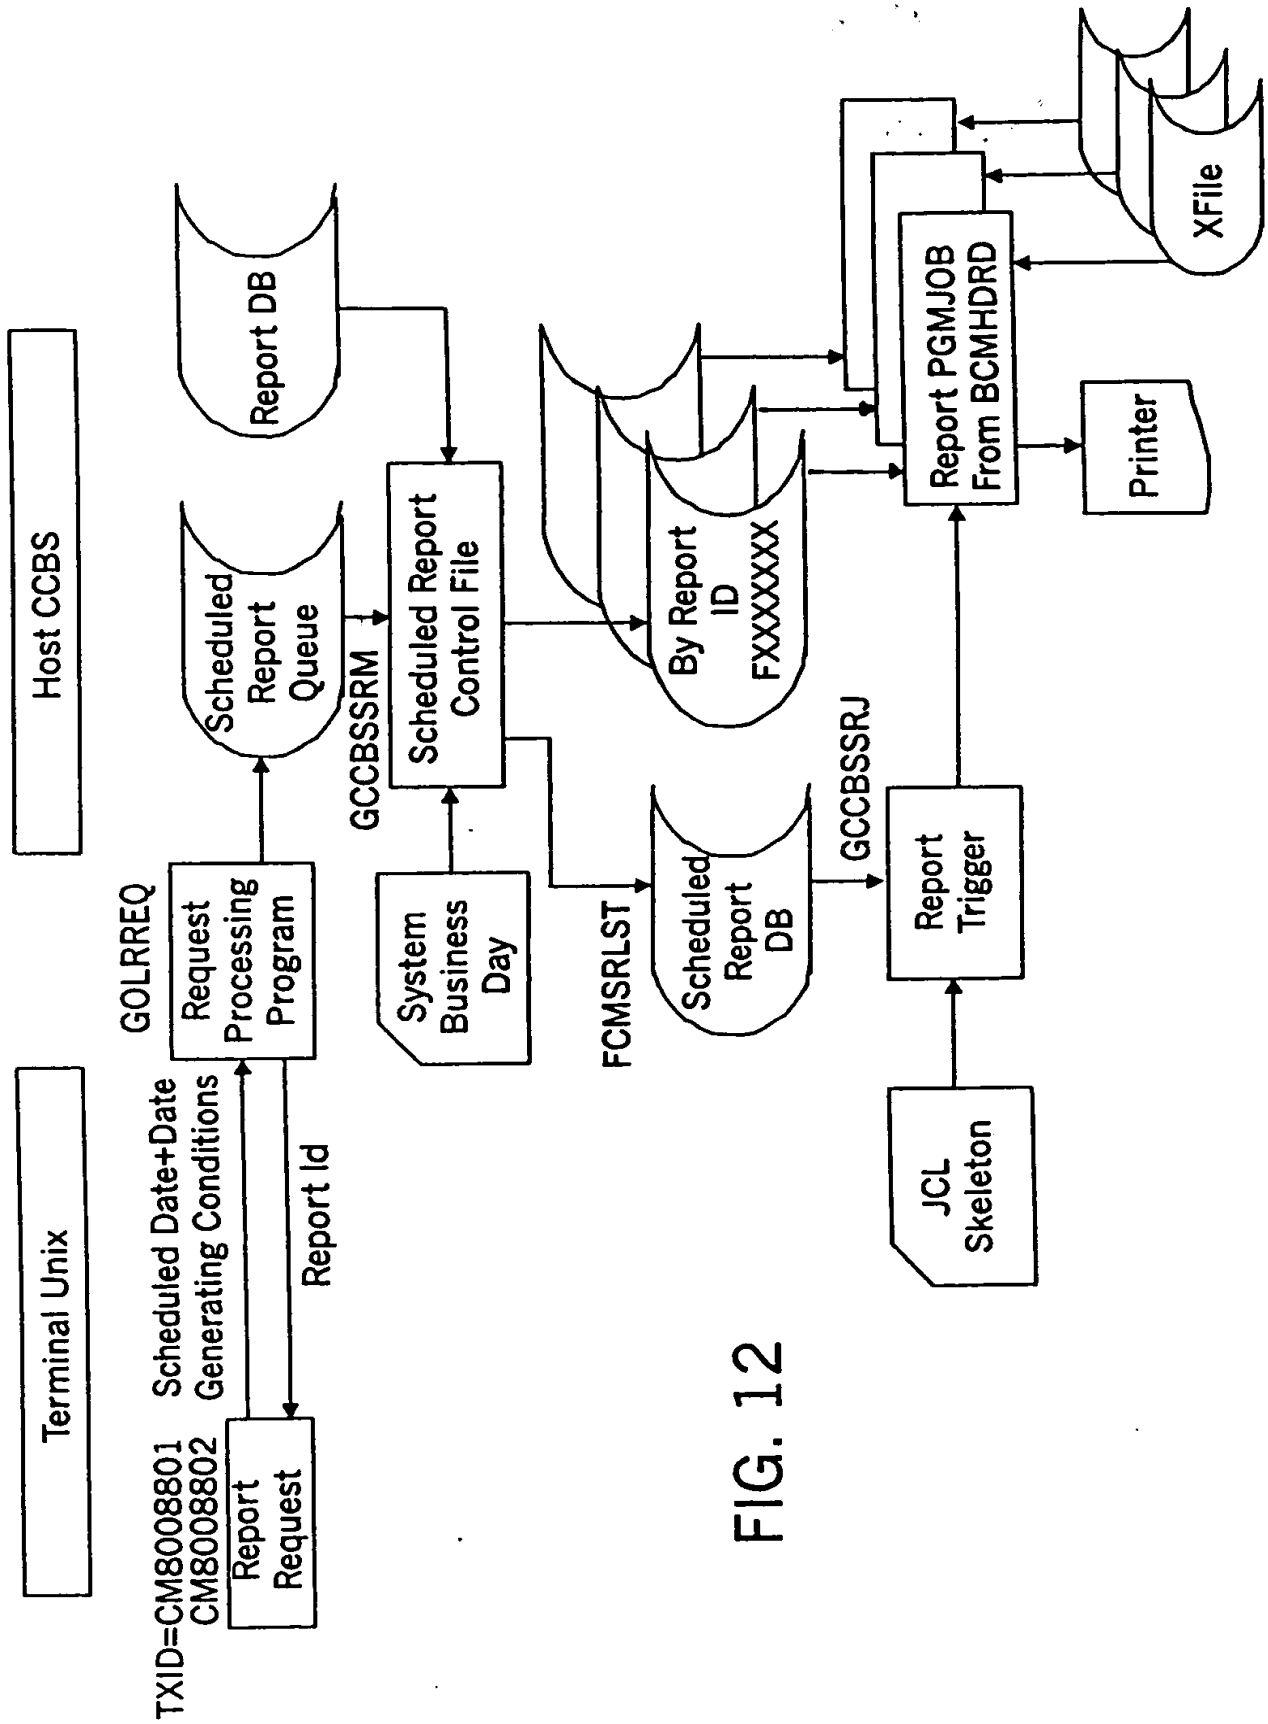 Terminal Unix
Host CCBS
TXID=CM8008801
CM8008802
Report
Request
Scheduled Date+Date
Generating Conditions
Report Id
GOLRREQ
Request
Processing
Program
Scheduled
Report
Queue
Report DB
GCCBSSRM
System
Business
Day
Scheduled Report
Control File
FCMSRLST
Scheduled
Report
DB
By Report
ID
FXXXXXXX
GCCBSSRJ
JCL
Skeleton
Report
Trigger
Report PGMJOB
From BCMHDRD
Printer
XFile
FIG. 12